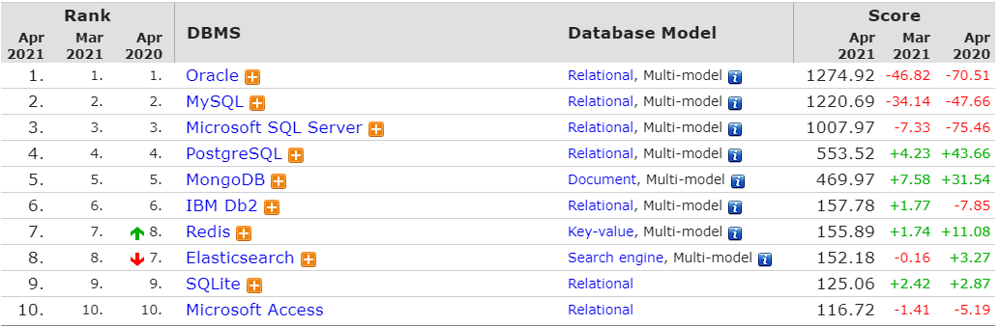 Rank Score
DBMS Database Model
Apr Mar Apr Apr Mar Apr
2021 2021 2020 2021 2021 2020
1. 1. 1. Oracle Relational, Multi-model 1274.92 -46.82 -70.51
2. 2. 2. MySQL Relational, Multi-model 1220.69 -34.14 -47.66
3. 3. 3. Microsoft SQL Server Relational, Multi-model 1007.97 -7.33 -75.46
4. 4. 4. PostgreSQL Relational, Multi-model 553.52 +4.23 +43.66
5. 5. 5. MongoDB Document, Multi-model 469.97 +7.58 +31.54
6. 6. 6. IBM Db2 Relational, Multi-model 157.78 +1.77 -7.85
7. 7. 8. Redis Key-value, Multi-model 155.89 +1.74 +11.08
8. 8. 7. Elasticsearch Search engine, Multi-model 152.18 -0.16 +3.27
9. 9. 9. SQLite Relational 125.06 +2.42 +2.87
10. 10. 10. Microsoft Access Relational 116.72 -1.41 -5.19